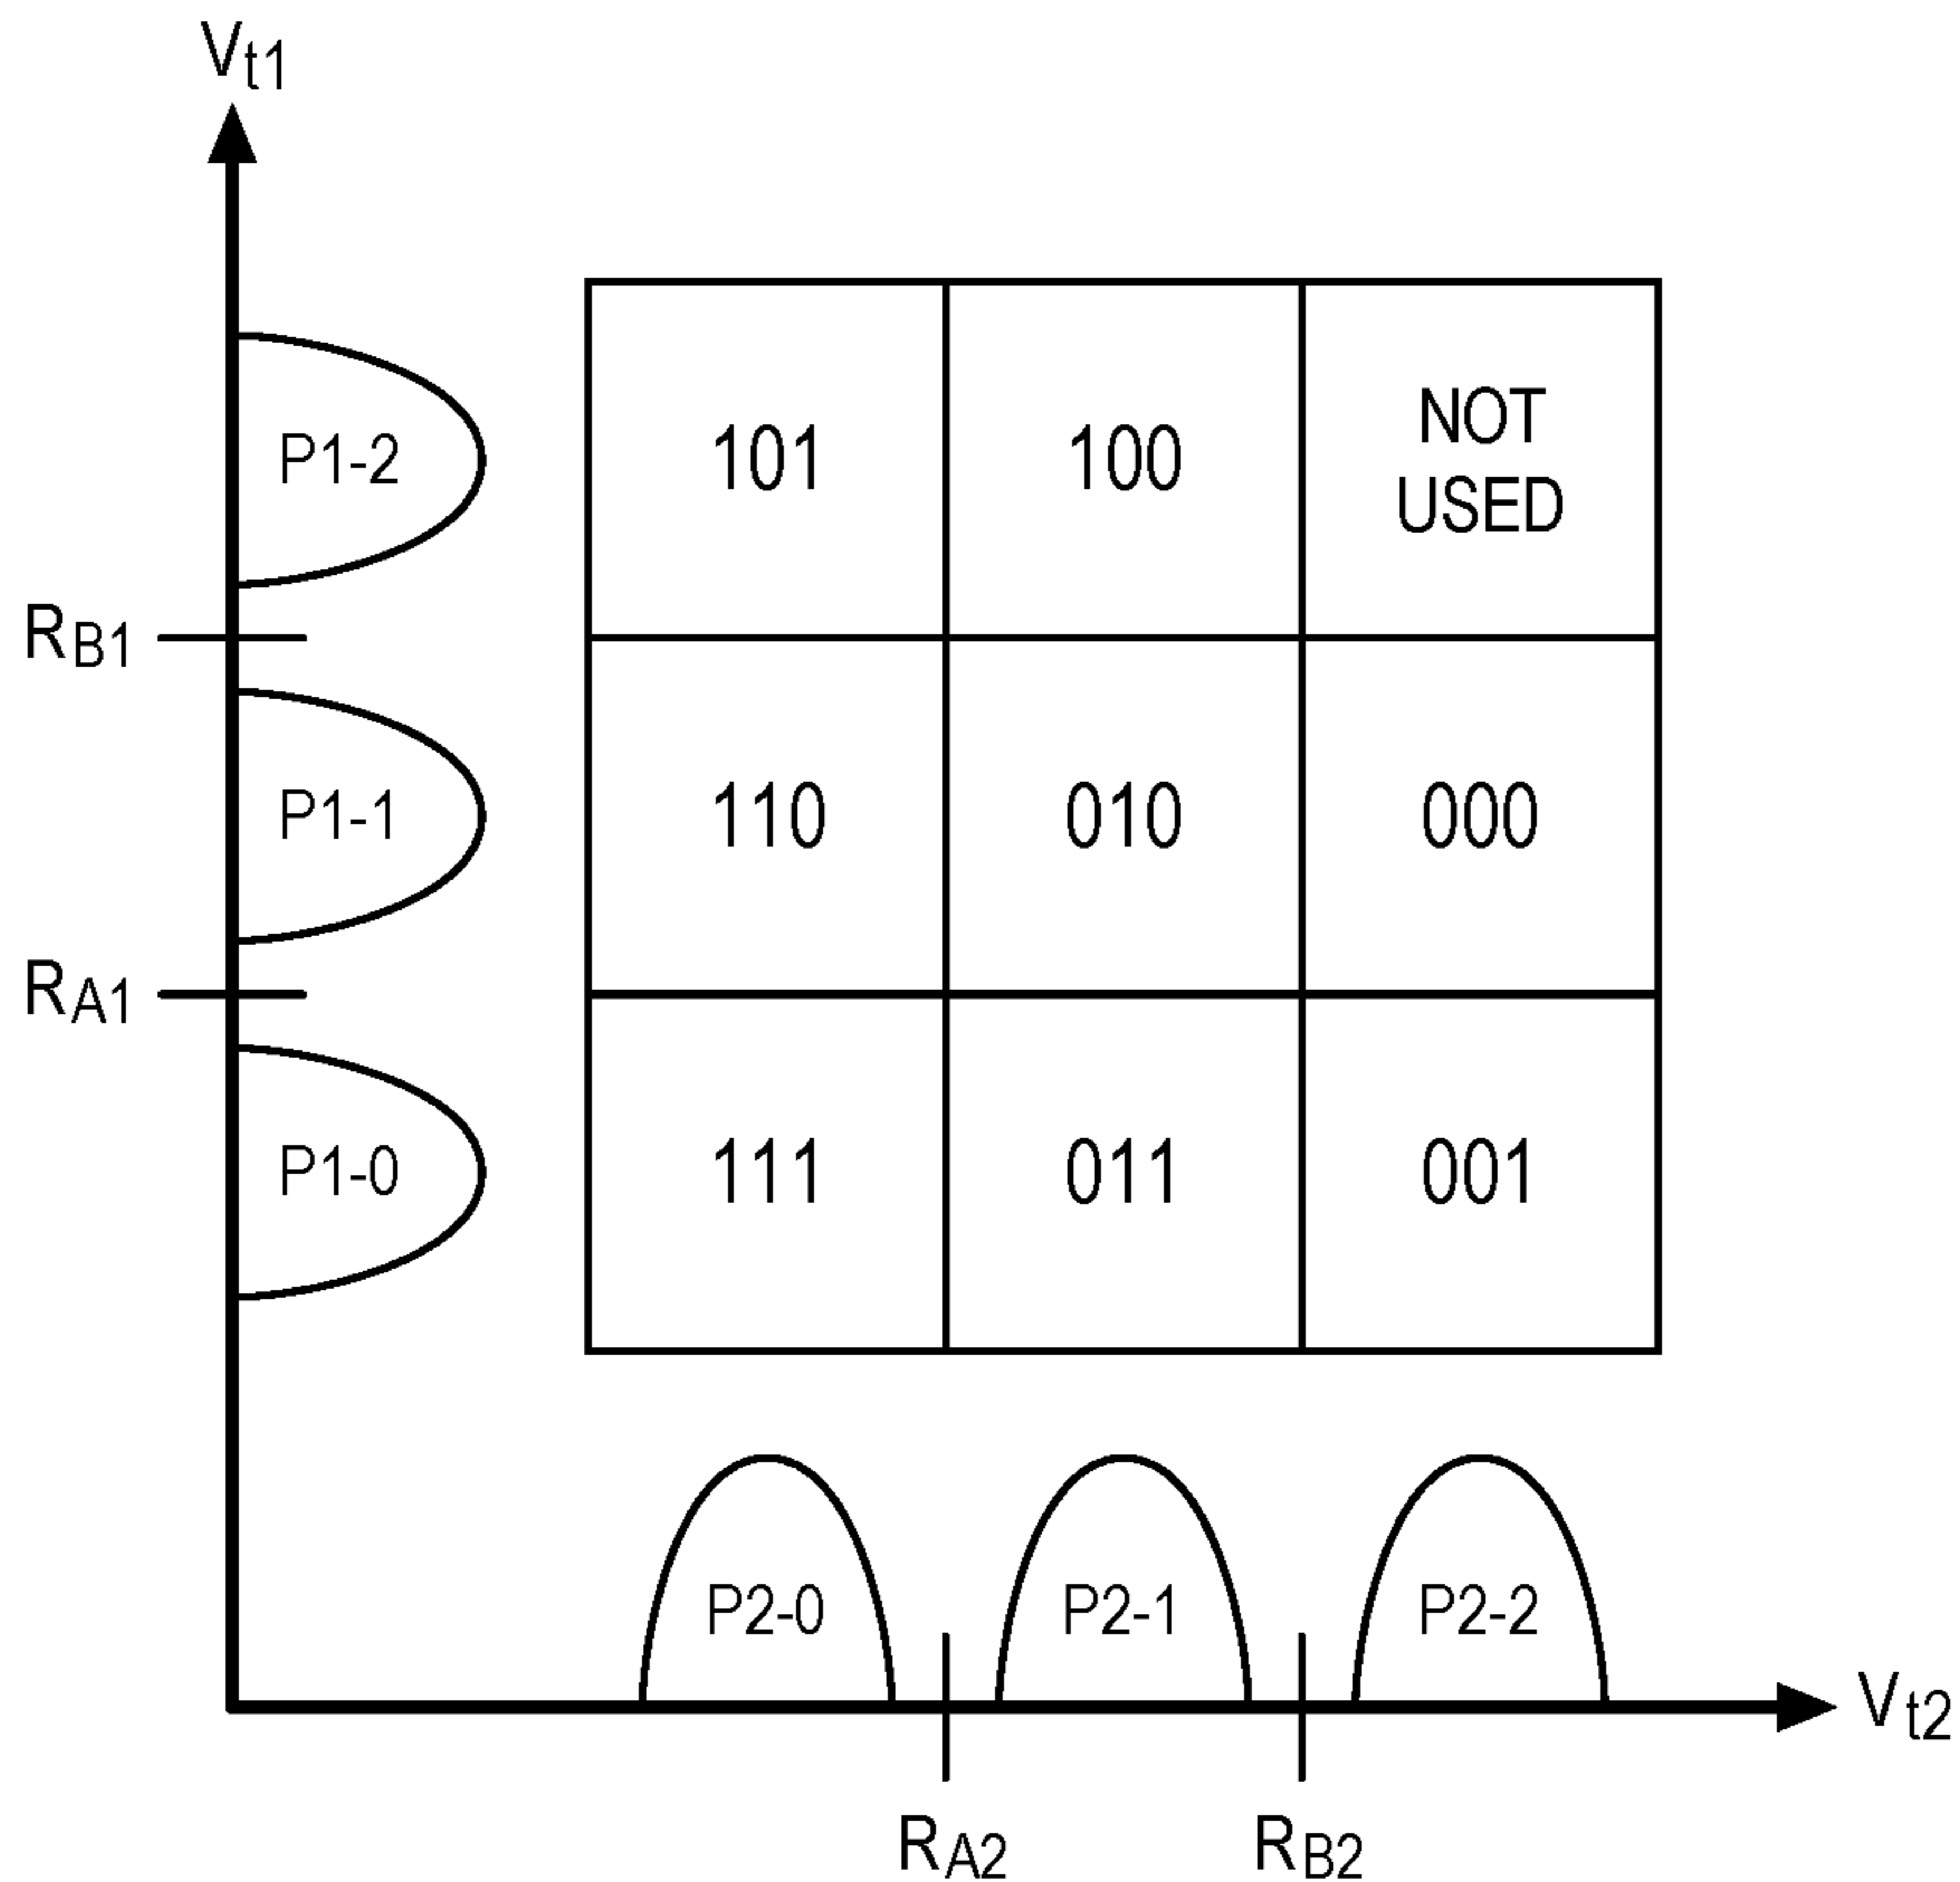 Vt1
P1-2
101
100
NOT
USED
RB1
P1-1
110
010
000
RA1
P1-0
111
011
001
P2-0
P2-1
P2-2
Vt2
RA2
RB2